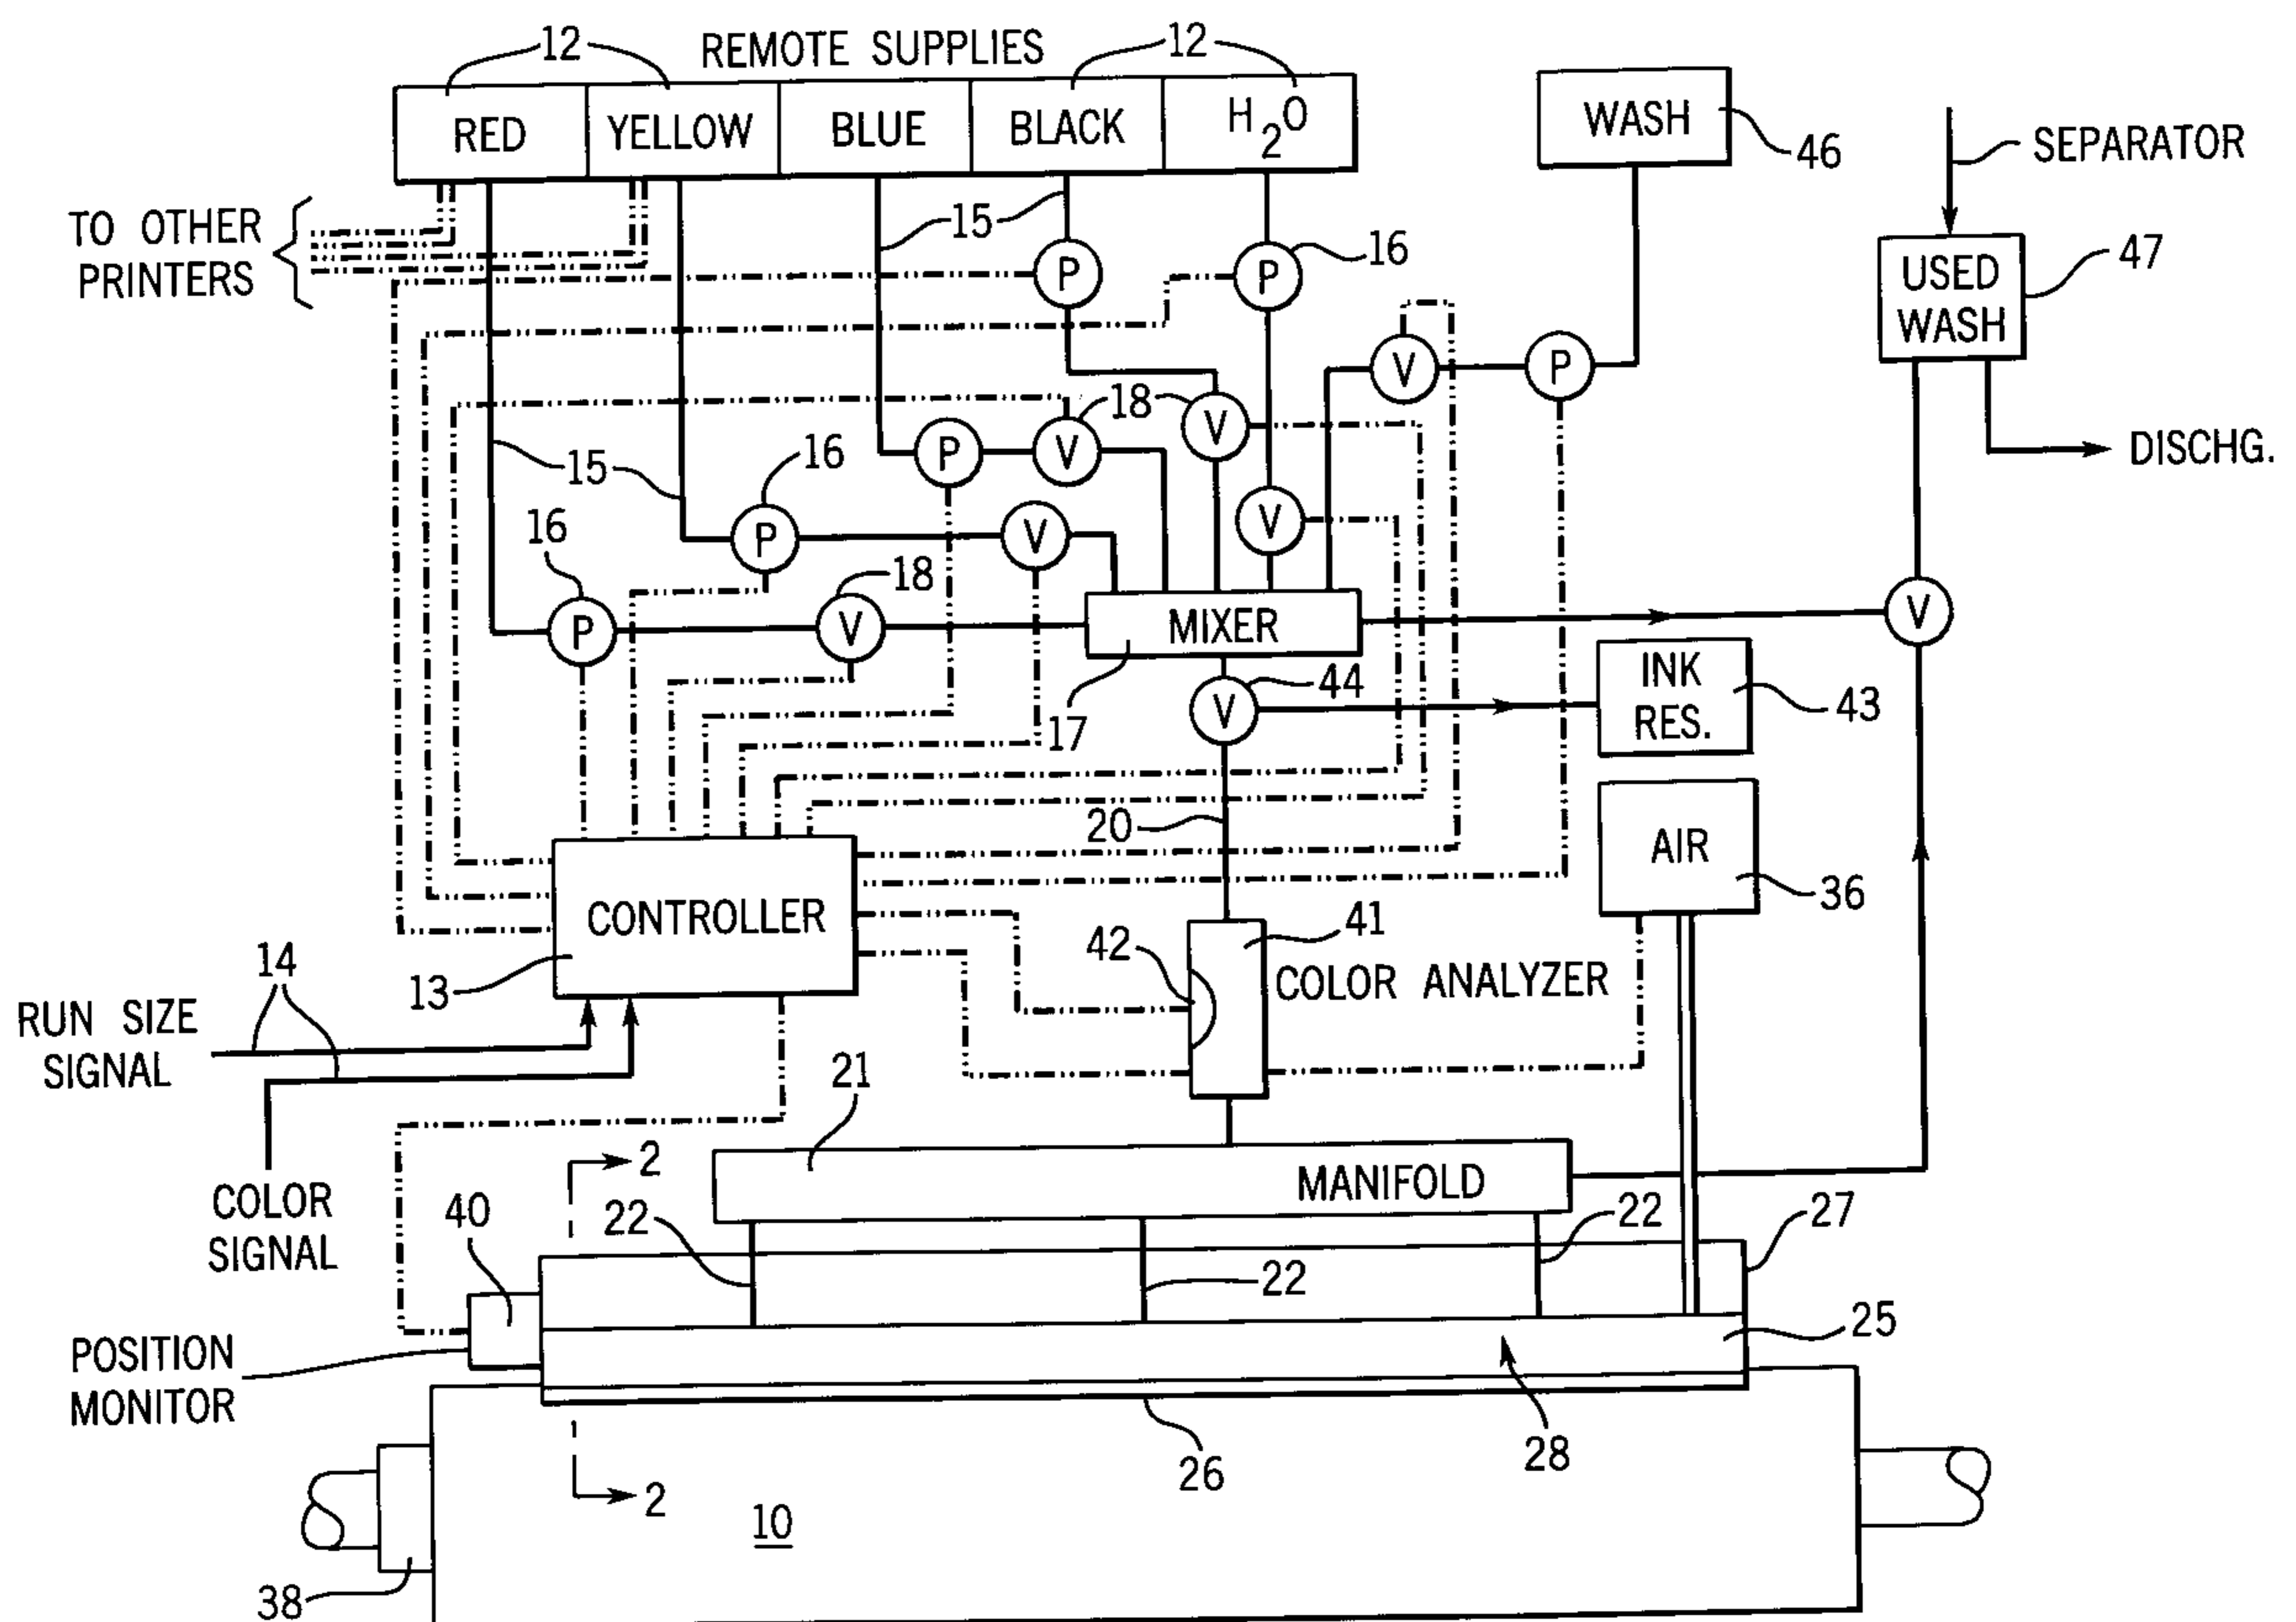 12
REMOTE SUPPLIES
12
RED
YELLOW
BLUE
BLACK
H2O
WASH
46
SEPARATOR
TO OTHER
PRINTERS
15
P
P
16
USED
WASH
47
V
P
18
V
DISCHG.
15
16
P
V
V
16
P
V
18
P
V
MIXER
V
17
V
44
INK
RES.
43
20
AIR
36
CONTROLLER
13
14
42
41
COLOR ANALYZER
RUN SIZE
SIGNAL
COLOR
SIGNAL
21
MANIFOLD
2
40
22
22
22
27
POSITION
MONITOR
25
28
26
2
10
38